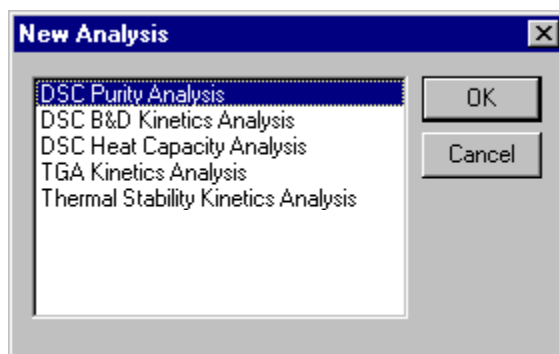 New Analysis
DSC Purity Analysis
DSC B&D Kinetics Analysis
DSC Heat Capacity Analysis
TGA Kinetics Analysis
Thermal Stability Kinetics Analysis
OK
Cancel